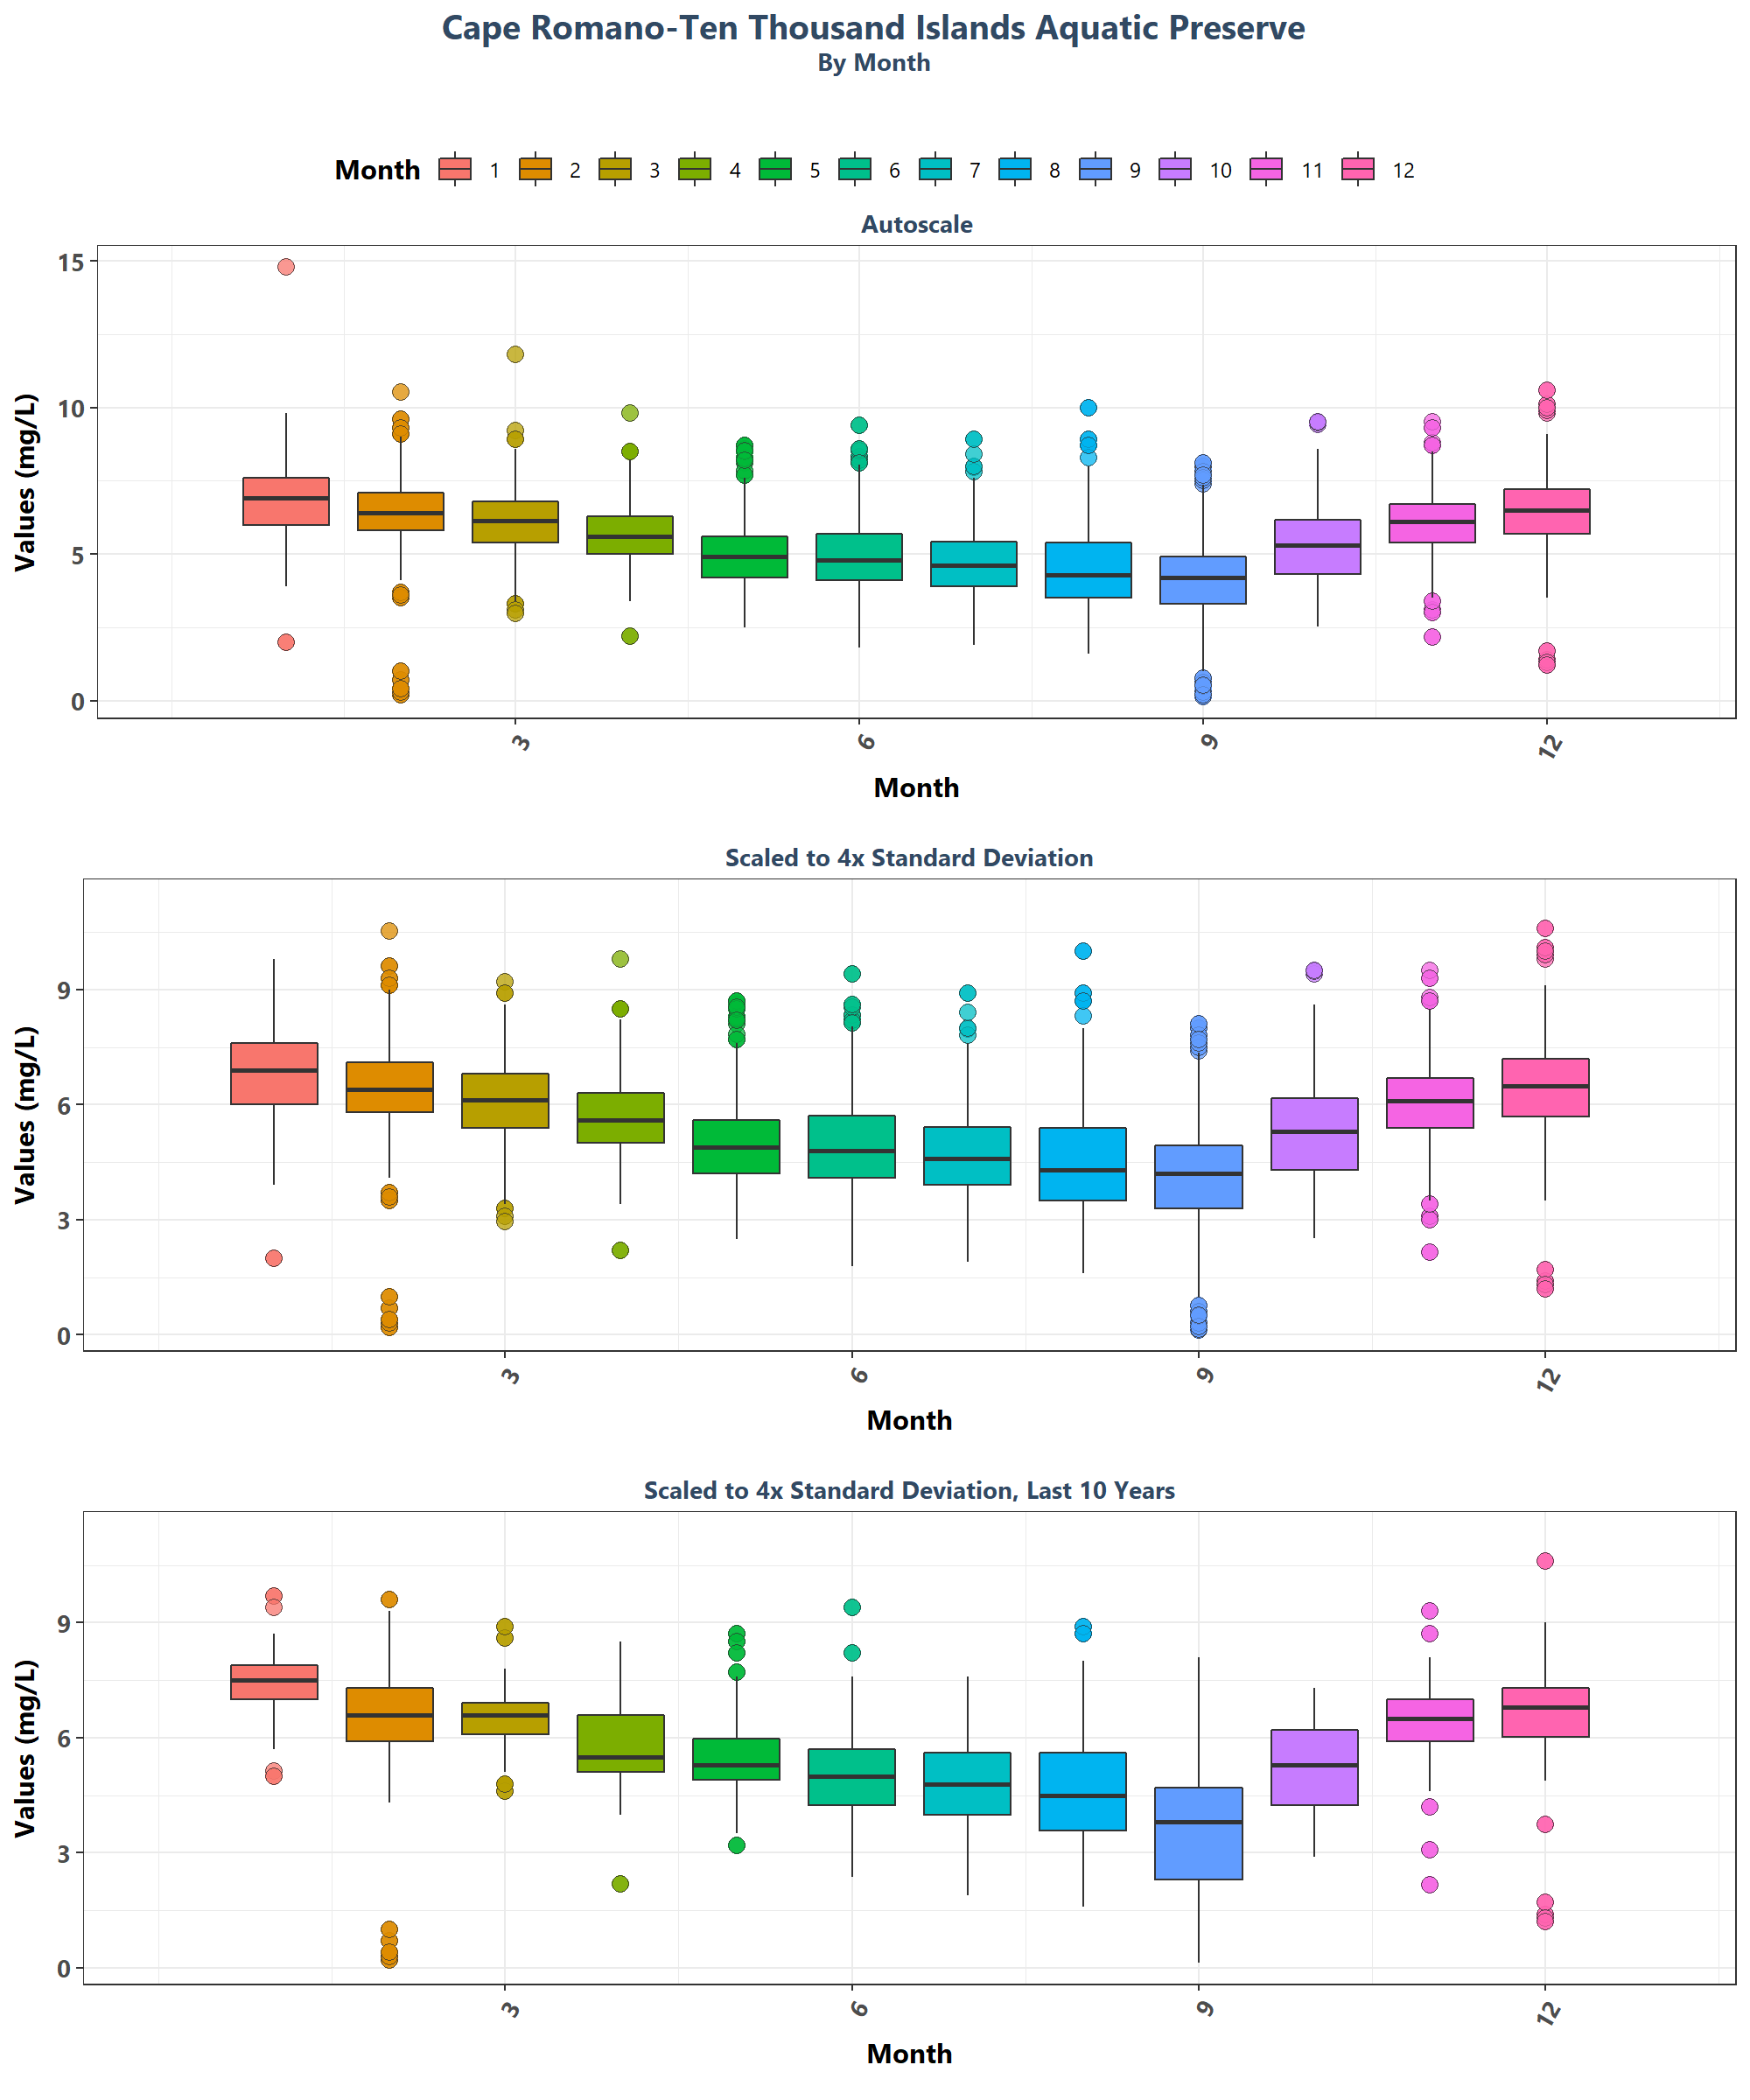 Cape Romano-Ten Thousand Islands Aquatic Preserve
By Month
Month 1 2 3 4 5 6 7 8 9 10 11 12
Autoscale
Values (mg/L)
15
10
5
0
3 6 9 12
Month
Scaled to 4x Standard Deviation
Values (mg/L)
9
6
3
0
3 6 9 12
Month
Scaled to 4x Standard Deviation, Last 10 Years
Values (mg/L)
9
6
3
0
3 6 9 12
Month